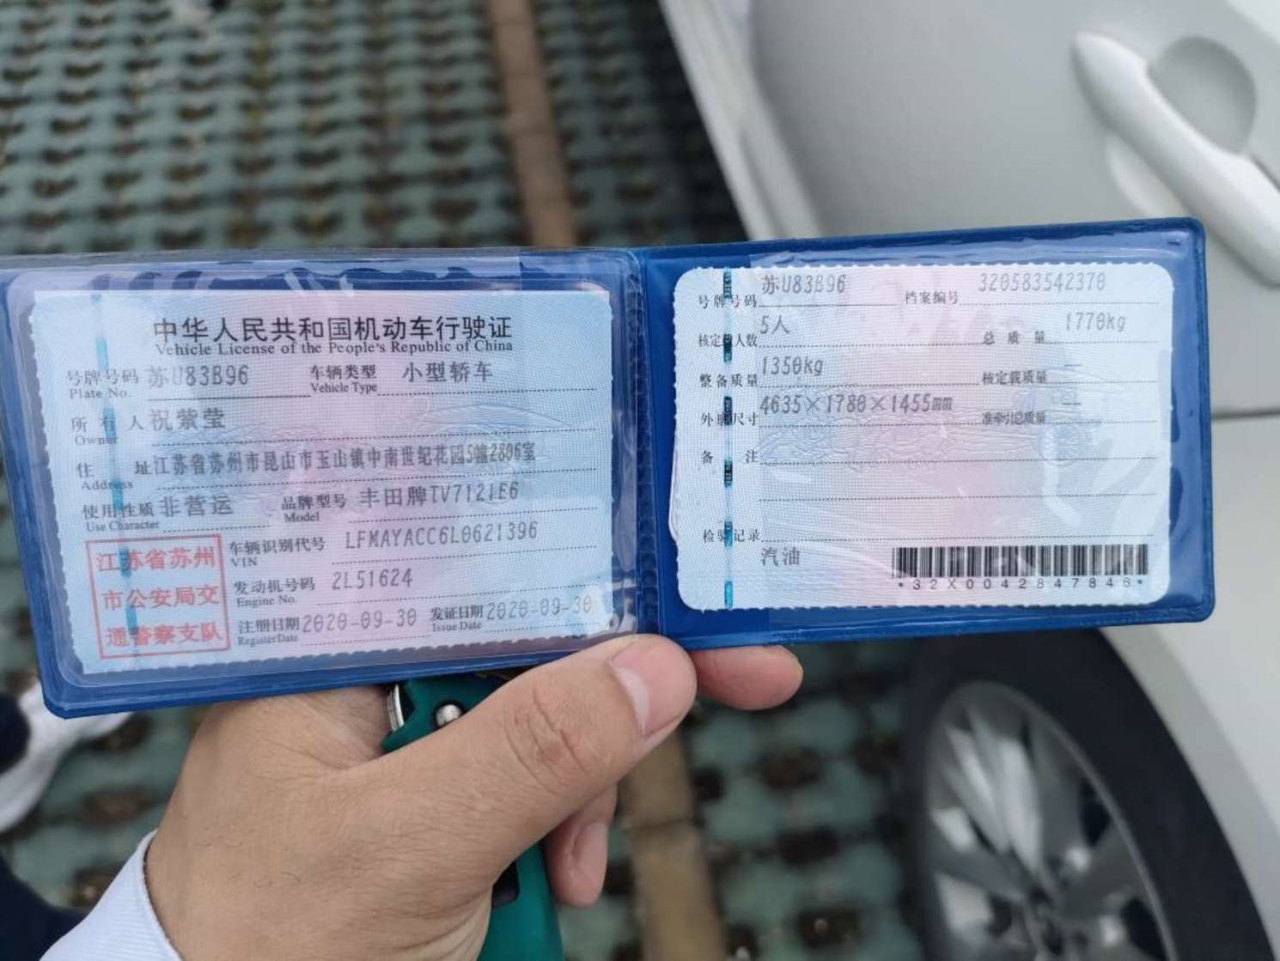 中华人民共和国机动车行驶证
Vehicle License of the People's Republic of China
号牌号码 苏U83B96 车辆类型 小型轿车
Plate No. Vehicle Type
所有人 祝紫莹
Owner
住址 江苏省苏州市昆山市玉山镇中南世纪花园5幢2806室
Address
使用性质 非营运 品牌型号 丰田牌TV7121E6
Use Character Model
江苏省苏州
市公安局交
通警察支队
车辆识别代号 LFMAYACC6L0621396
VIN
发动机号码 2L51624
Engine No.
注册日期 2020-09-30 发证日期 2020-09-30
Register Date Issue Date
号牌号码 苏U83B96 档案编号 320583542370
核定载人数 5人 总质量 1770kg
整备质量 1350kg 核定载质量 --
外廓尺寸 4635×1780×1455mm 准牵引总质量 --
备注
检验记录
汽油
*32X0042847848*